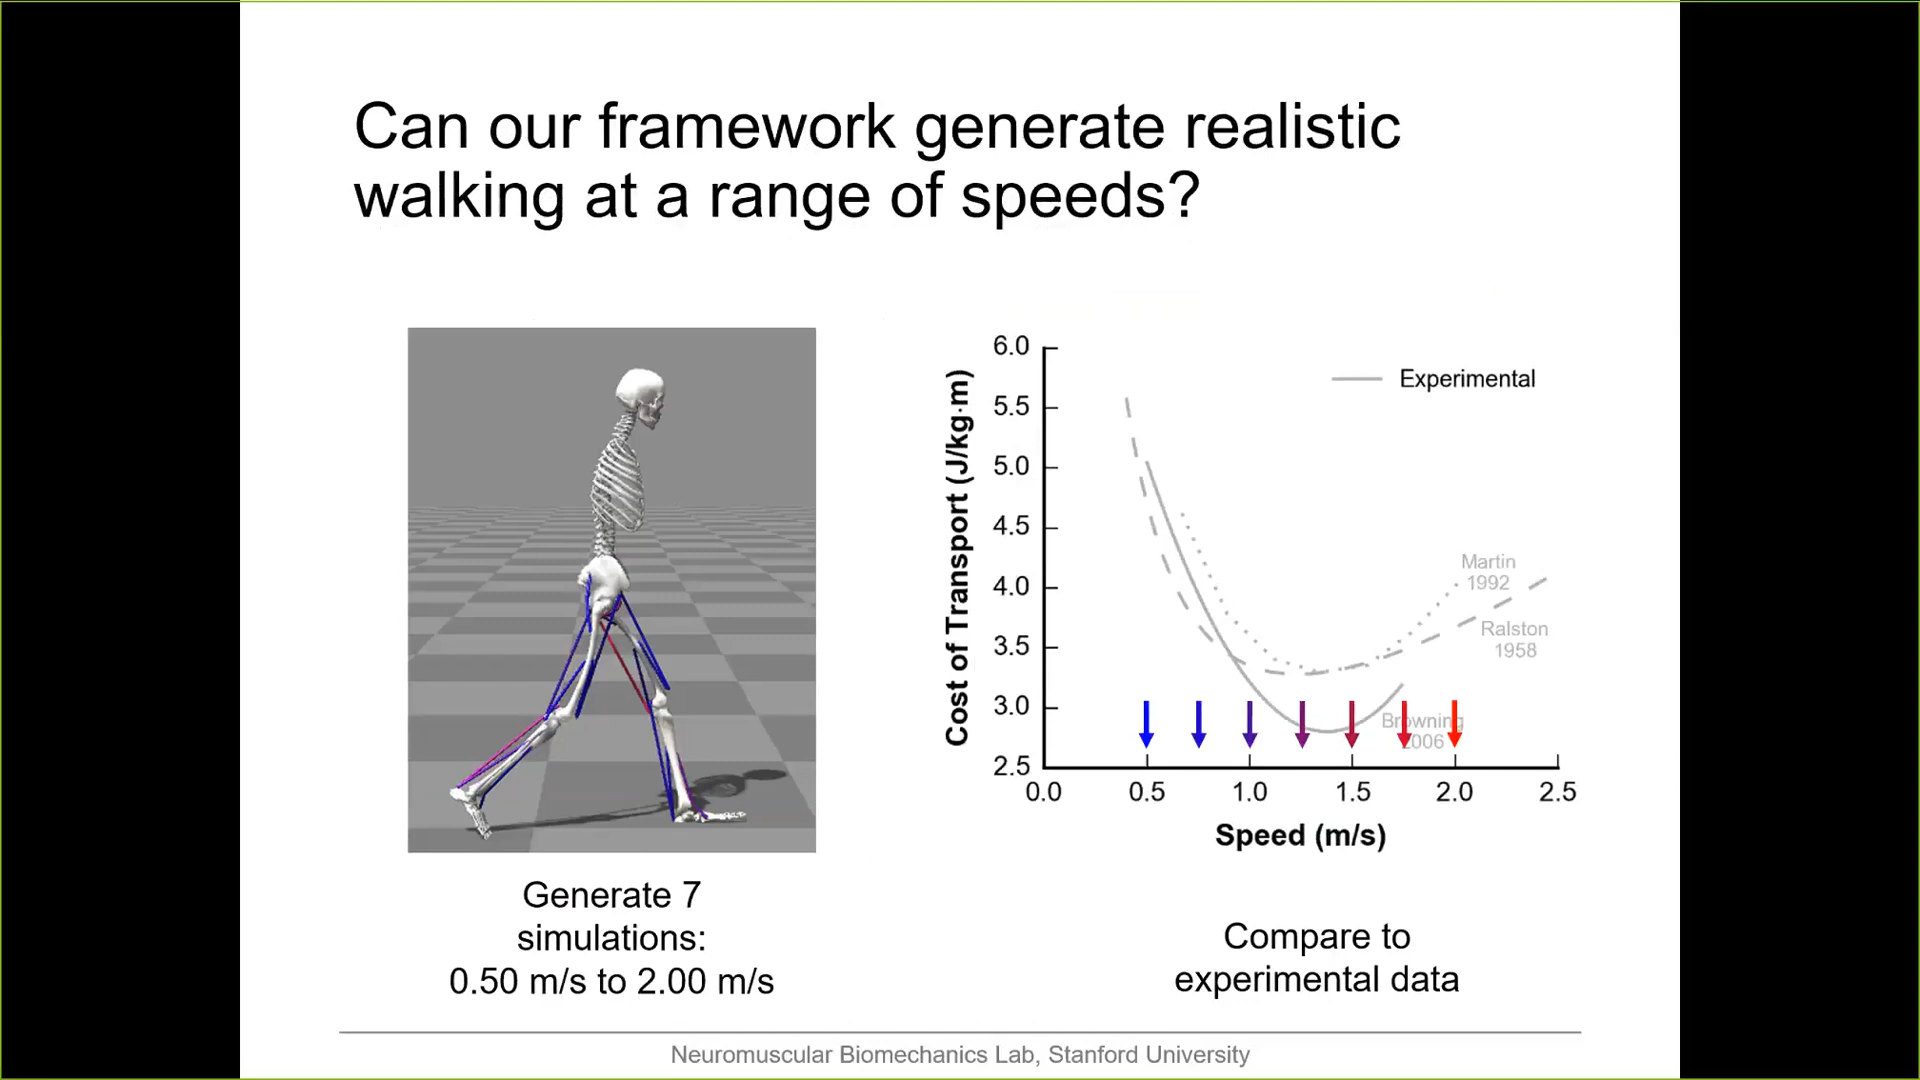 Can our framework generate realistic
walking at a range of speeds?
Generate 7
simulations:
0.50 m/s to 2.00 m/s
Cost of Transport (J/kg·m)
6.0
5.5
5.0
4.5
4.0
3.5
3.0
2.5
Experimental
Martin
1992
Ralston
1958
Browning
2006
0.0 0.5 1.0 1.5 2.0 2.5
Speed (m/s)
Compare to
experimental data
Neuromuscular Biomechanics Lab, Stanford University